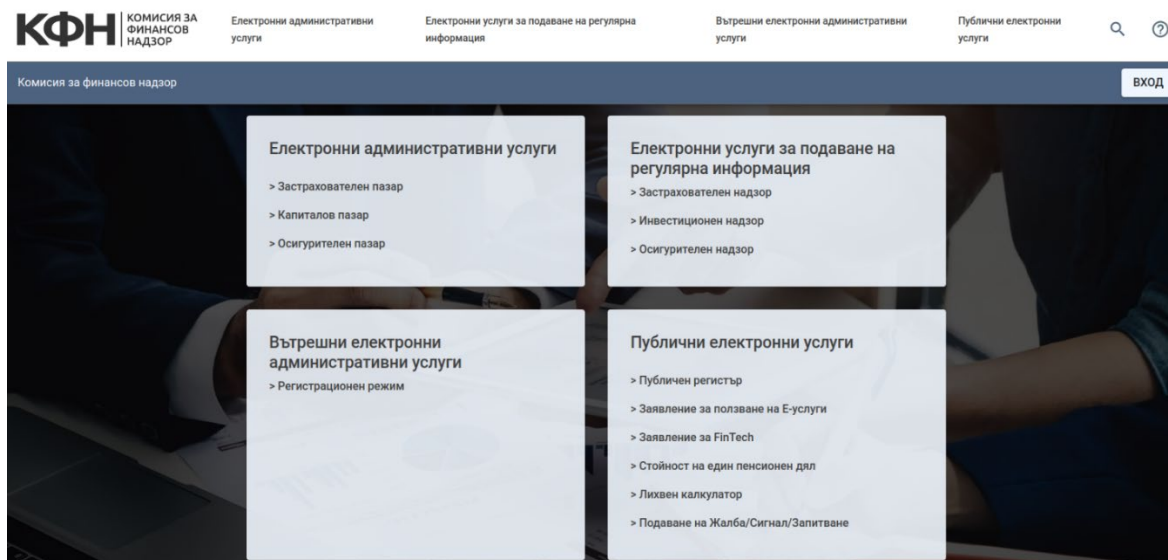 КФН
КОМИСИЯ ЗА
ФИНАНСОВ
НАДЗОР
Електронни административни
услуги
Електронни услуги за подаване на регулярна
информация
Вътрешни електронни административни
услуги
Публични електронни
услуги
Комисия за финансов надзор
ВХОД
Електронни административни услуги
> Застрахователен пазар
> Капиталов пазар
> Осигурителен пазар
Електронни услуги за подаване на
регулярна информация
> Застрахователен надзор
> Инвестиционен надзор
> Осигурителен надзор
Вътрешни електронни
административни услуги
> Регистрационен режим
Публични електронни услуги
> Публичен регистър
> Заявление за ползване на Е-услуги
> Заявление за FinTech
> Стойност на един пенсионен дял
> Лихвен калкулатор
> Подаване на Жалба/Сигнал/Запитване